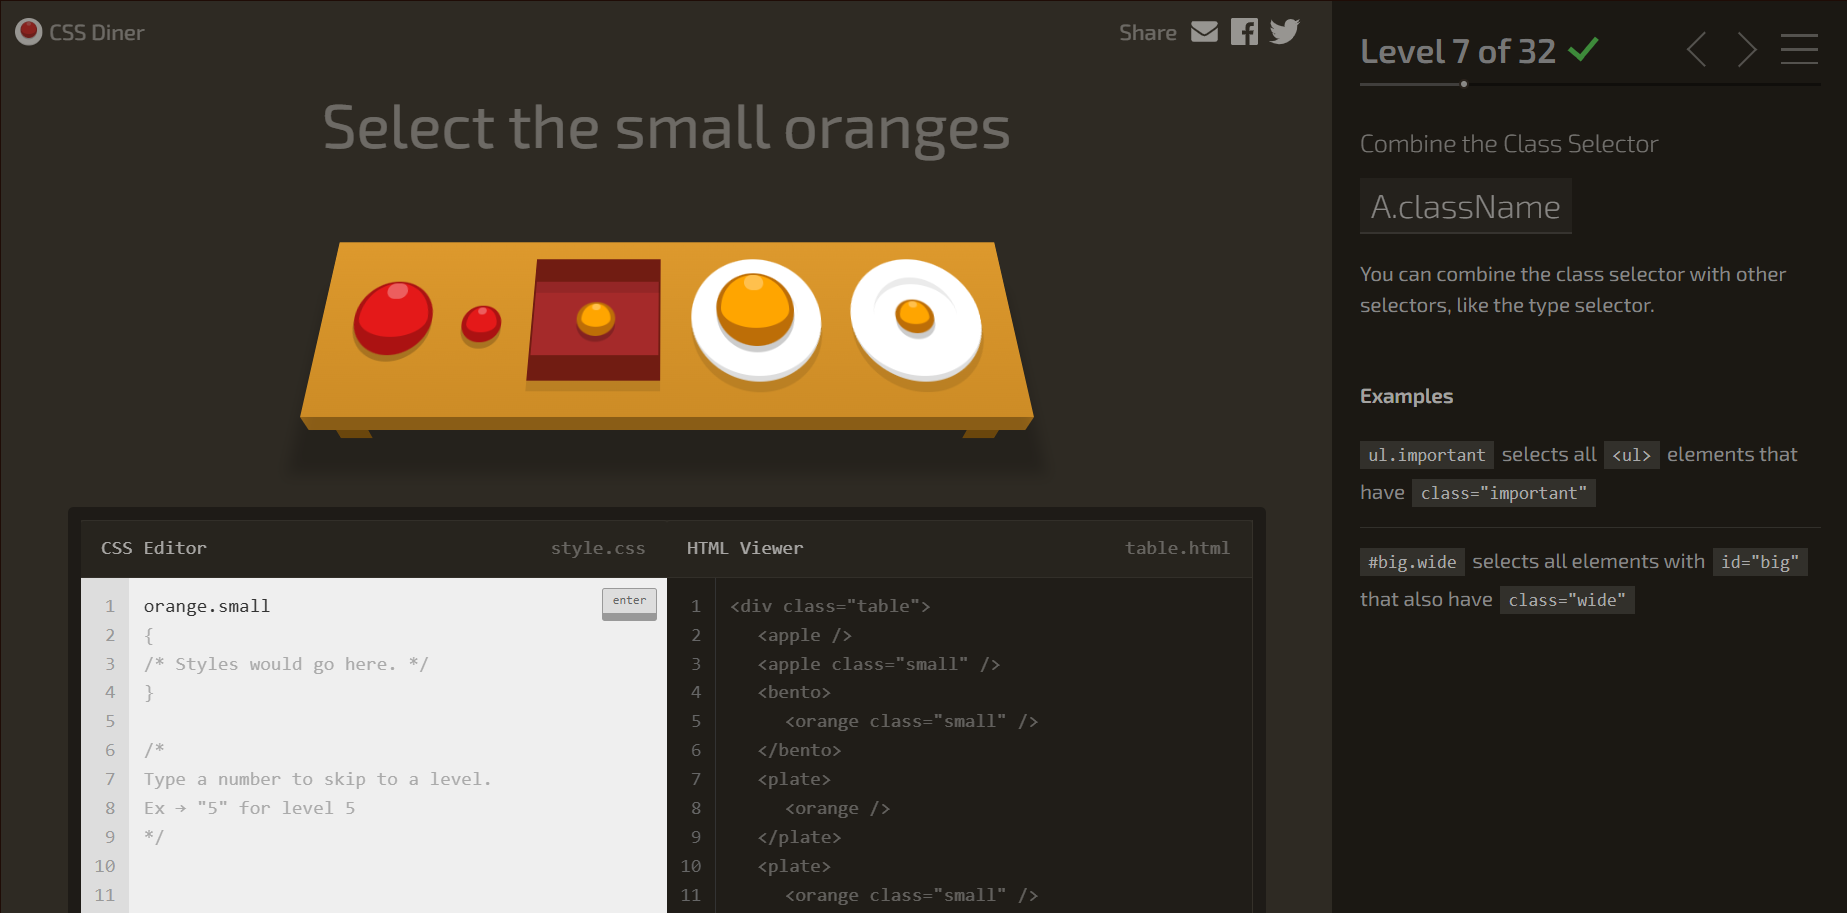 CSS Diner
Share
Select the small oranges
CSS Editor
style.css
1 orange.small
enter
2 {
3 /* Styles would go here. */
4 }
5
6 /*
7 Type a number to skip to a level.
8 Ex → "5" for level 5
9 */
10
11
HTML Viewer
table.html
1 <div class="table">
2 <apple />
3 <apple class="small" />
4 <bento>
5 <orange class="small" />
6 </bento>
7 <plate>
8 <orange />
9 </plate>
10 <plate>
11 <orange class="small" />
Level 7 of 32
Combine the Class Selector
A.className
You can combine the class selector with other
selectors, like the type selector.
Examples
ul.important selects all <ul> elements that
have class="important"
#big.wide selects all elements with id="big"
that also have class="wide"